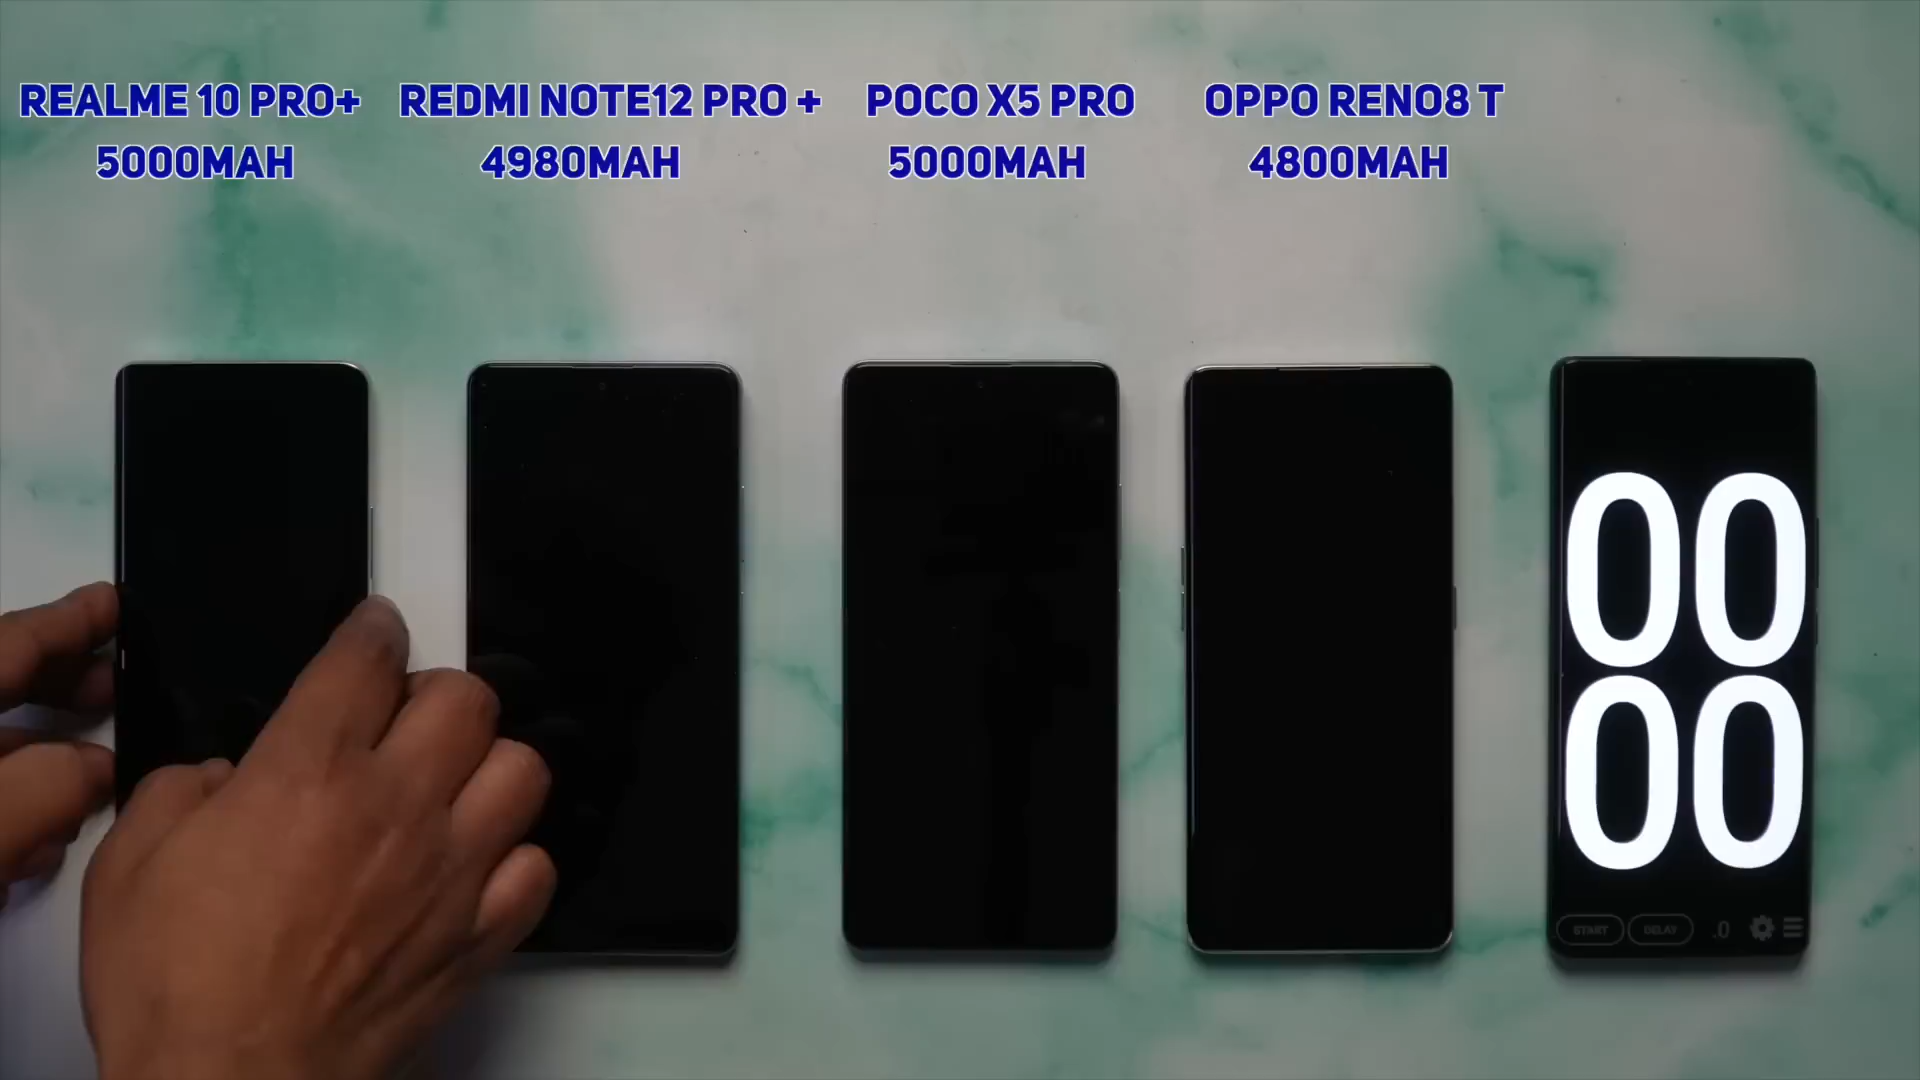 REALME 10 PRO+
5000MAH
REDMI NOTE12 PRO +
4980MAH
POCO X5 PRO
5000MAH
OPPO RENO8 T
4800MAH
00
00
START DELAY .0